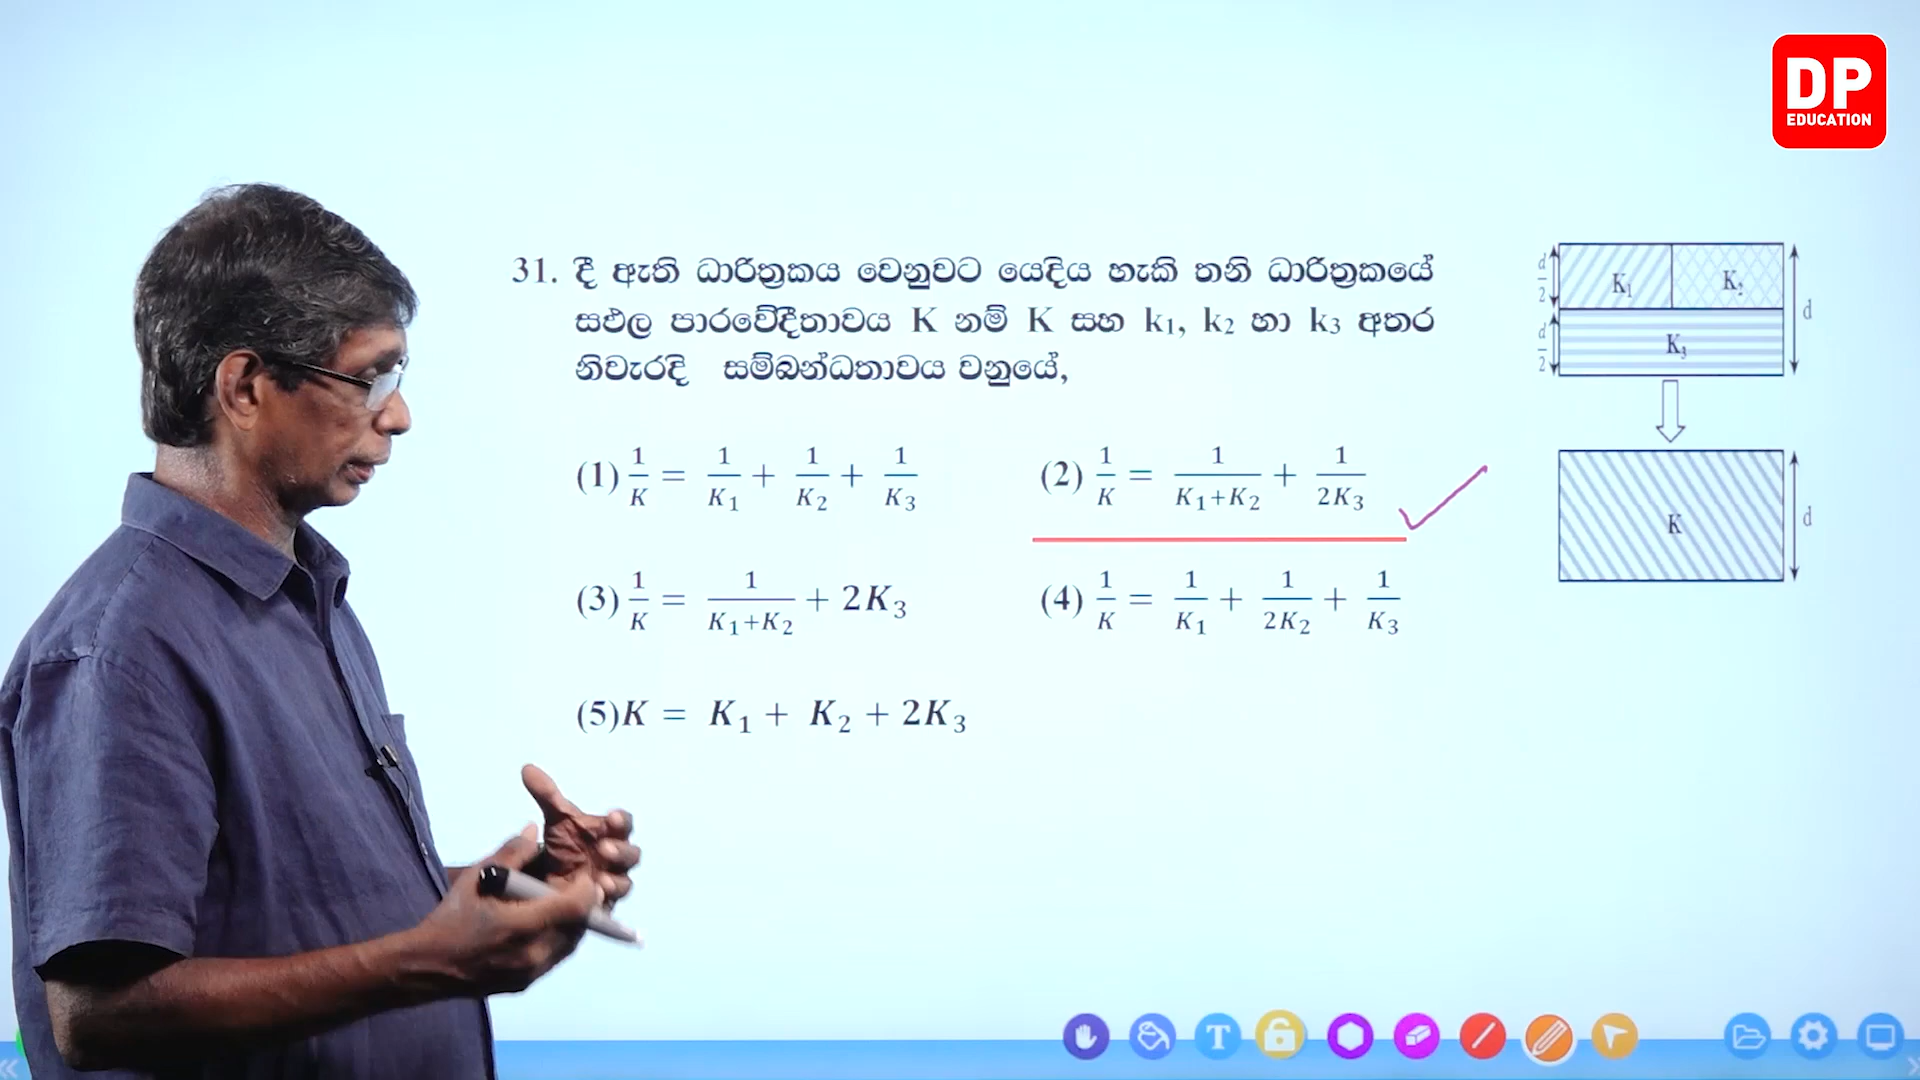 DP
EDUCATION
31. දී ඇති ධාරිත්‍රකය වෙනුවට යෙදිය හැකි තනි ධාරිත්‍රකයේ
සඵල පාරවේදීතාවය K නම් K සහ k₁, k₂ හා k₃ අතර
නිවැරදි සම්බන්ධතාවය වනුයේ,
(1) 1/K = 1/K₁ + 1/K₂ + 1/K₃
(2) 1/K = 1/(K₁+K₂) + 1/(2K₃)
(3) 1/K = 1/(K₁+K₂) + 2K₃
(4) 1/K = 1/K₁ + 1/(2K₂) + 1/K₃
(5) K = K₁ + K₂ + 2K₃
d/2 K₁ K₂ d
d/2 K₃
K d
T